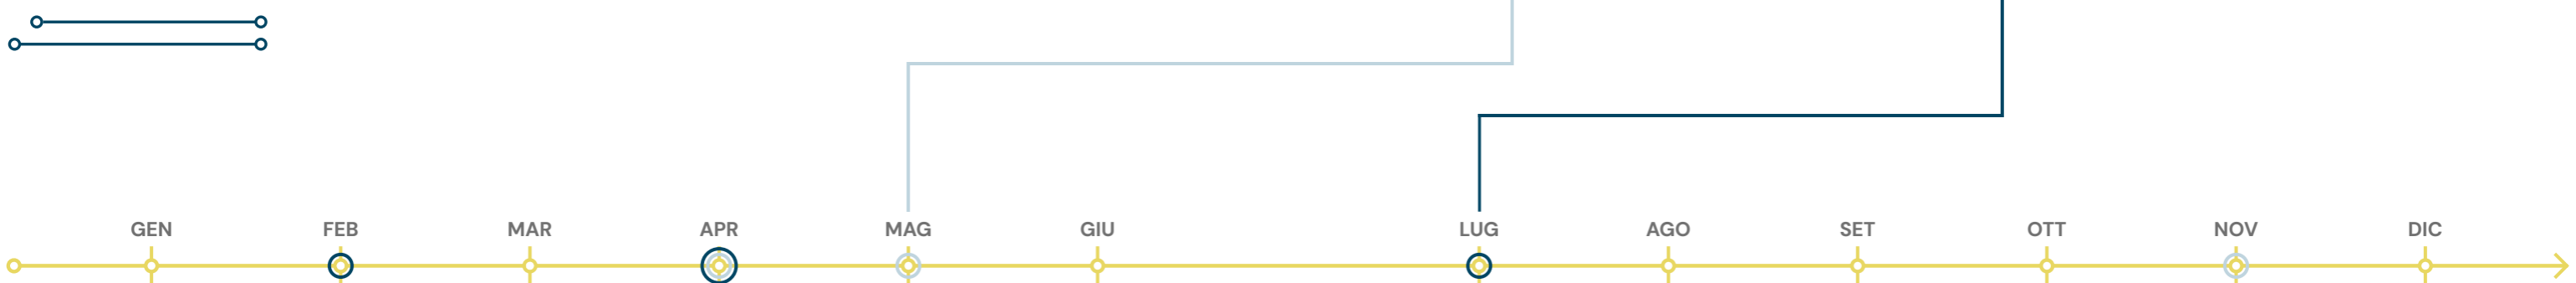 GEN FEB MAR APR MAG GIU LUG AGO SET OTT NOV DIC